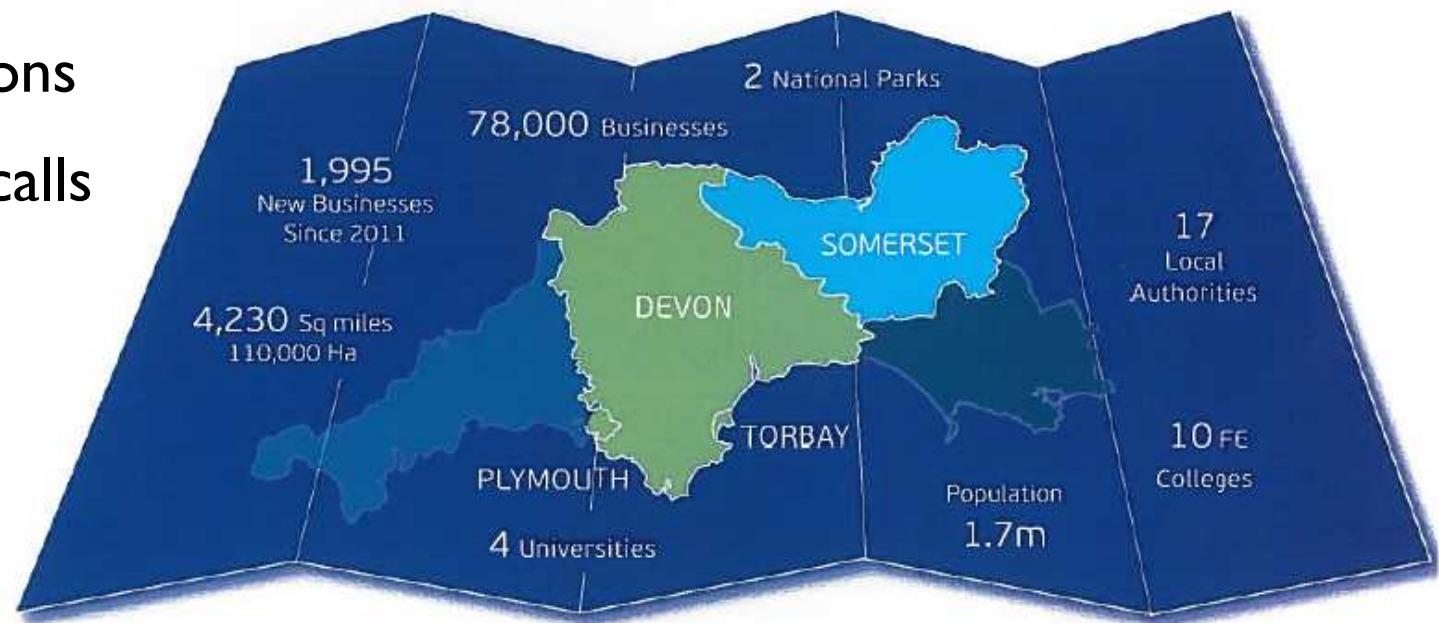 ons
calls
2 National Parks
78,000 Businesses
1,995
New Businesses
Since 2011
SOMERSET
17
Local
Authorities
DEVON
4,230 Sq miles
110,000 Ha
TORBAY
10 FE
Colleges
PLYMOUTH
Population
1.7m
4 Universities